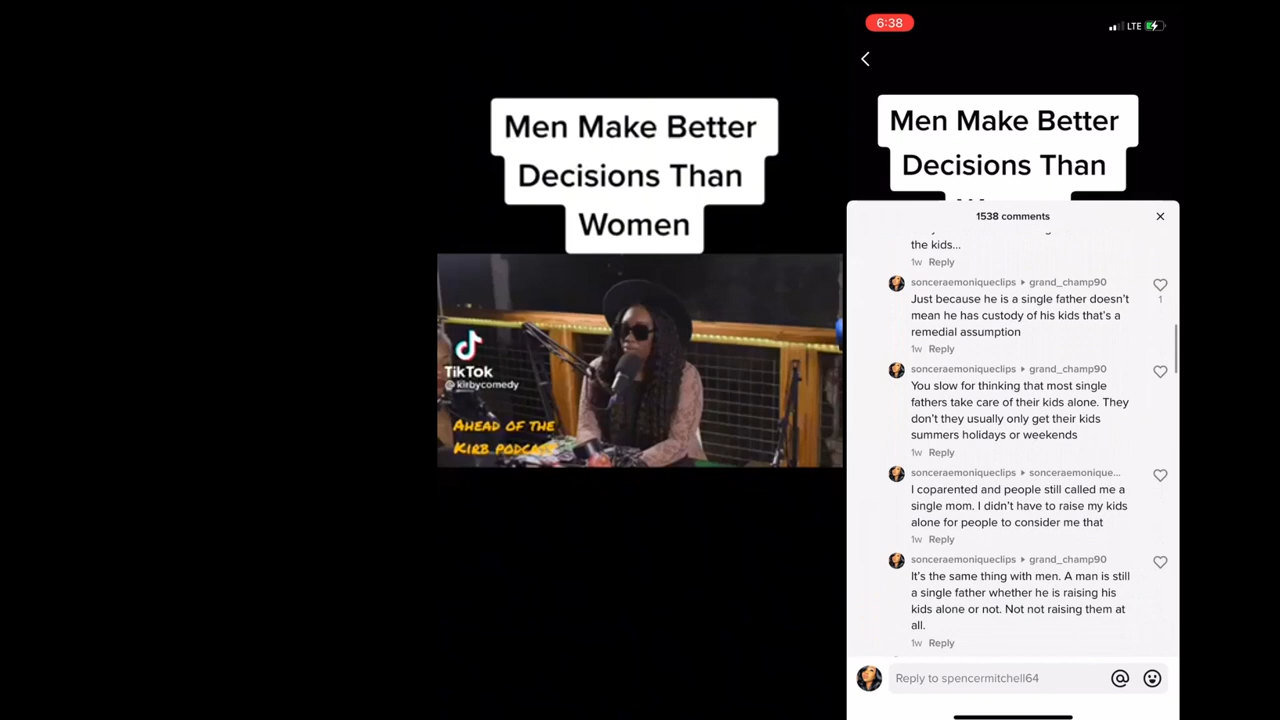 Men Make Better
Decisions Than
Women
TikTok
@kirbycomedy
AHEAD OF THE
KIRB PODCAST
6:38
LTE
Men Make Better
Decisions Than
1538 comments
the kids...
1w Reply
sonceraemoniqueclips ▸ grand_champ90
Just because he is a single father doesn't
mean he has custody of his kids that's a
remedial assumption
1
1w Reply
sonceraemoniqueclips ▸ grand_champ90
You slow for thinking that most single
fathers take care of their kids alone. They
don't they usually only get their kids
summers holidays or weekends
1w Reply
sonceraemoniqueclips ▸ sonceraemonique...
I coparented and people still called me a
single mom. I didn't have to raise my kids
alone for people to consider me that
1w Reply
sonceraemoniqueclips ▸ grand_champ90
It's the same thing with men. A man is still
a single father whether he is raising his
kids alone or not. Not not raising them at
all.
1w Reply
Reply to spencermitchell64